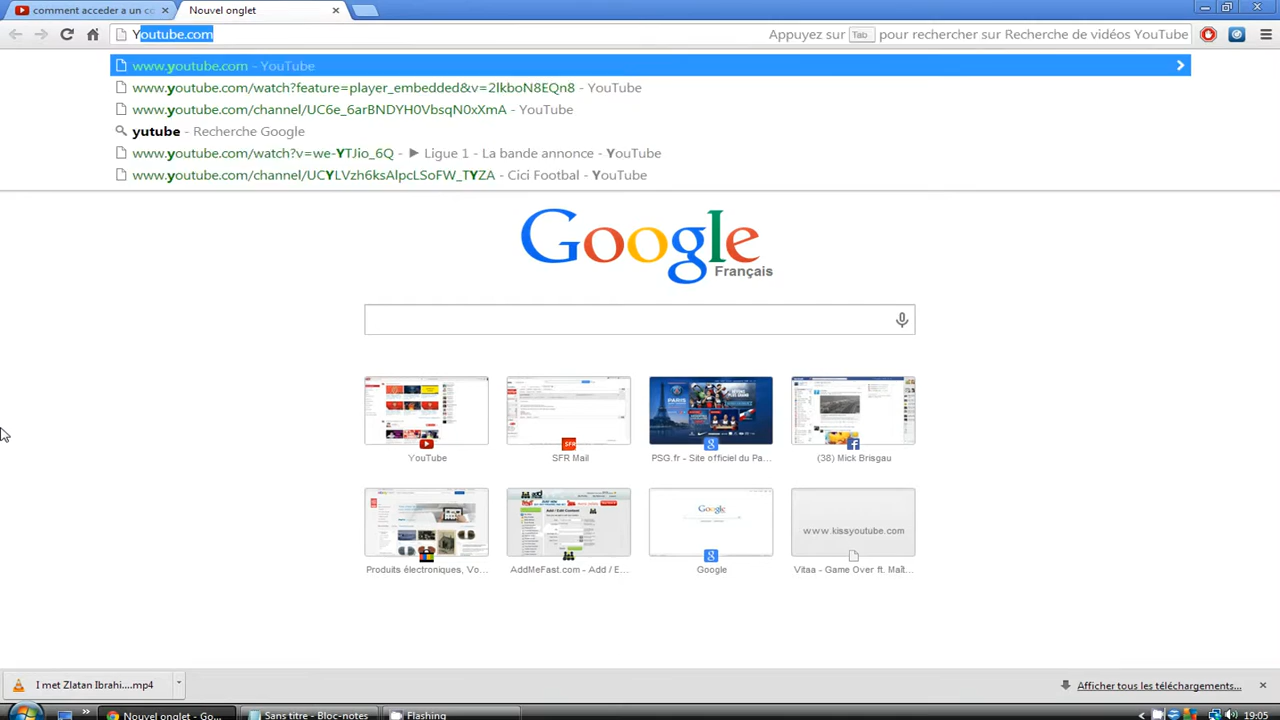 comment acceder a un co
Nouvel onglet
Youtube.com
Appuyez sur Tab pour rechercher sur Recherche de vidéos YouTube
www.youtube.com - YouTube
www.youtube.com/watch?feature=player_embedded&v=2lkboN8EQn8 - YouTube
www.youtube.com/channel/UC6e_6arBNDYH0VbsqN0xXmA - YouTube
yutube - Recherche Google
www.youtube.com/watch?v=we-YTJio_6Q - ► Ligue 1 - La bande annonce - YouTube
www.youtube.com/channel/UCYLVzh6ksAlpcLSoFW_TYZA - Cici Footbal - YouTube
Google
Français
YouTube
SFR Mail
PSG.fr - Site officiel du Pa...
(38) Mick Brisgau
www.kissyoutube.com
Produits électroniques, Vo...
AddMeFast.com - Add / E...
Google
Vitaa - Game Over ft. Maît...
I met Zlatan Ibrahi....mp4
Afficher tous les téléchargements...
Nouvel onglet - Go...
Sans titre - Bloc-notes
Flashing
19:05